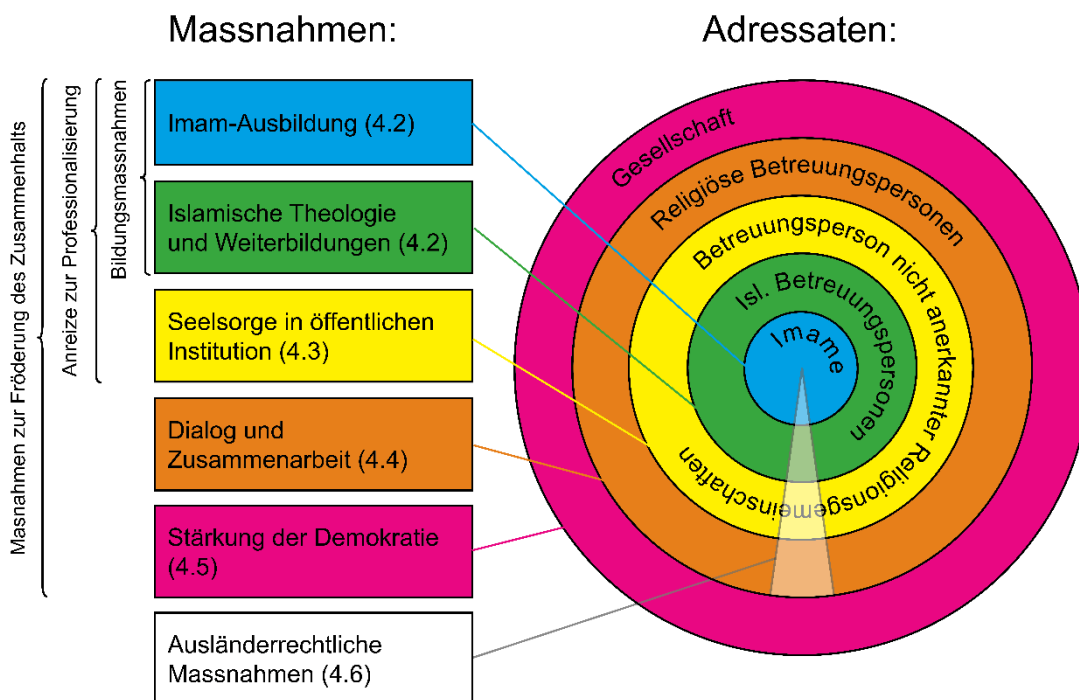 Massnahmen:
Adressaten:
Masnahmen zur Fröderung des Zusammenhalts
Anreize zur Professionalisierung
Bildungsmassnahmen
Imam-Ausbildung (4.2)
Islamische Theologie
und Weiterbildungen (4.2)
Seelsorge in öffentlichen
Institution (4.3)
Dialog und
Zusammenarbeit (4.4)
Stärkung der Demokratie
(4.5)
Ausländerrechtliche
Massnahmen (4.6)
Gesellschaft
Religiöse Betreuungspersonen
Betreuungsperson nicht anerkannter Religionsgemeinschaften
Isl. Betreuungspersonen
Imame